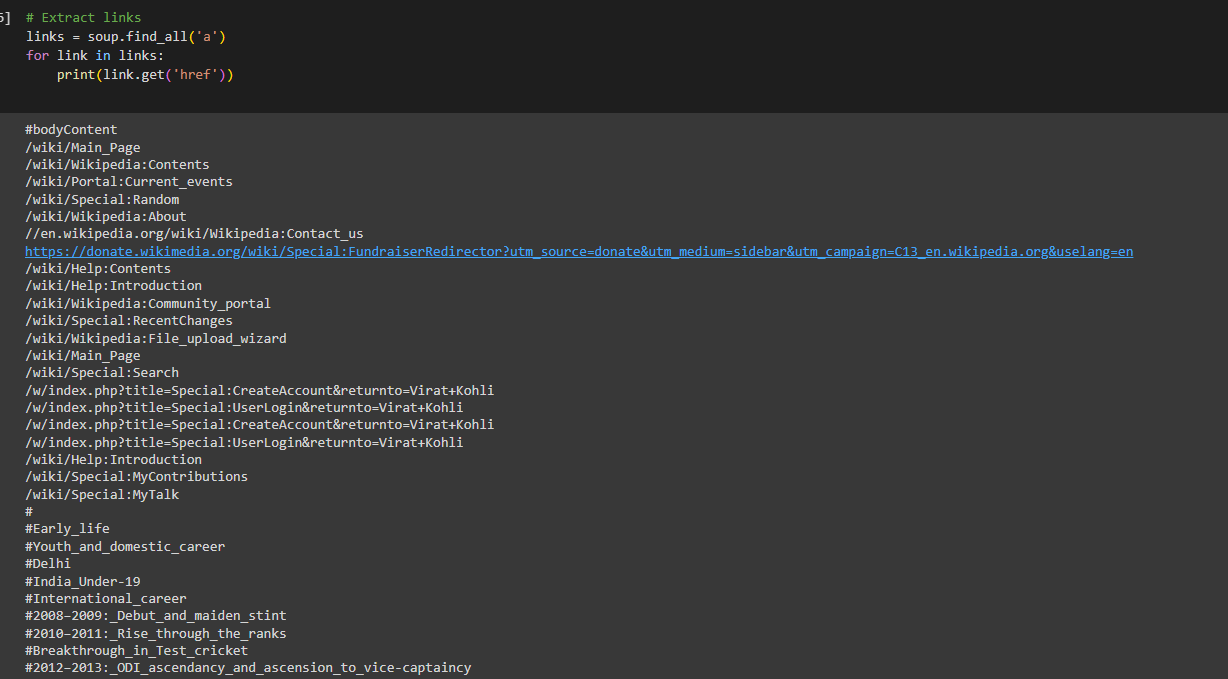 5] # Extract links
links = soup.find_all('a')
for link in links:
    print(link.get('href'))
#bodyContent
/wiki/Main_Page
/wiki/Wikipedia:Contents
/wiki/Portal:Current_events
/wiki/Special:Random
/wiki/Wikipedia:About
//en.wikipedia.org/wiki/Wikipedia:Contact_us
https://donate.wikimedia.org/wiki/Special:FundraiserRedirector?utm_source=donate&utm_medium=sidebar&utm_campaign=C13_en.wikipedia.org&uselang=en
/wiki/Help:Contents
/wiki/Help:Introduction
/wiki/Wikipedia:Community_portal
/wiki/Special:RecentChanges
/wiki/Wikipedia:File_upload_wizard
/wiki/Main_Page
/wiki/Special:Search
/w/index.php?title=Special:CreateAccount&returnto=Virat+Kohli
/w/index.php?title=Special:UserLogin&returnto=Virat+Kohli
/w/index.php?title=Special:CreateAccount&returnto=Virat+Kohli
/w/index.php?title=Special:UserLogin&returnto=Virat+Kohli
/wiki/Help:Introduction
/wiki/Special:MyContributions
/wiki/Special:MyTalk
#
#Early_life
#Youth_and_domestic_career
#Delhi
#India_Under-19
#International_career
#2008–2009:_Debut_and_maiden_stint
#2010–2011:_Rise_through_the_ranks
#Breakthrough_in_Test_cricket
#2012–2013:_ODI_ascendancy_and_ascension_to_vice-captaincy